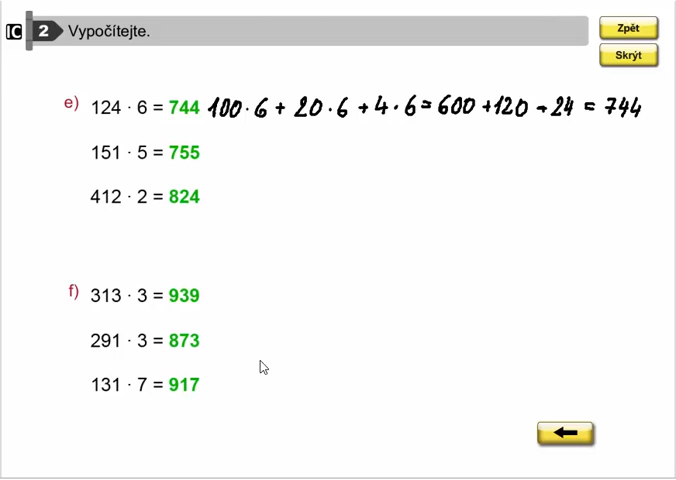 IC 2 Vypočítejte.
Zpět
Skrýt
e) 124 · 6 = 744 100 · 6 + 20 · 6 + 4 · 6 = 600 + 120 + 24 = 744
151 · 5 = 755
412 · 2 = 824
f) 313 · 3 = 939
291 · 3 = 873
131 · 7 = 917